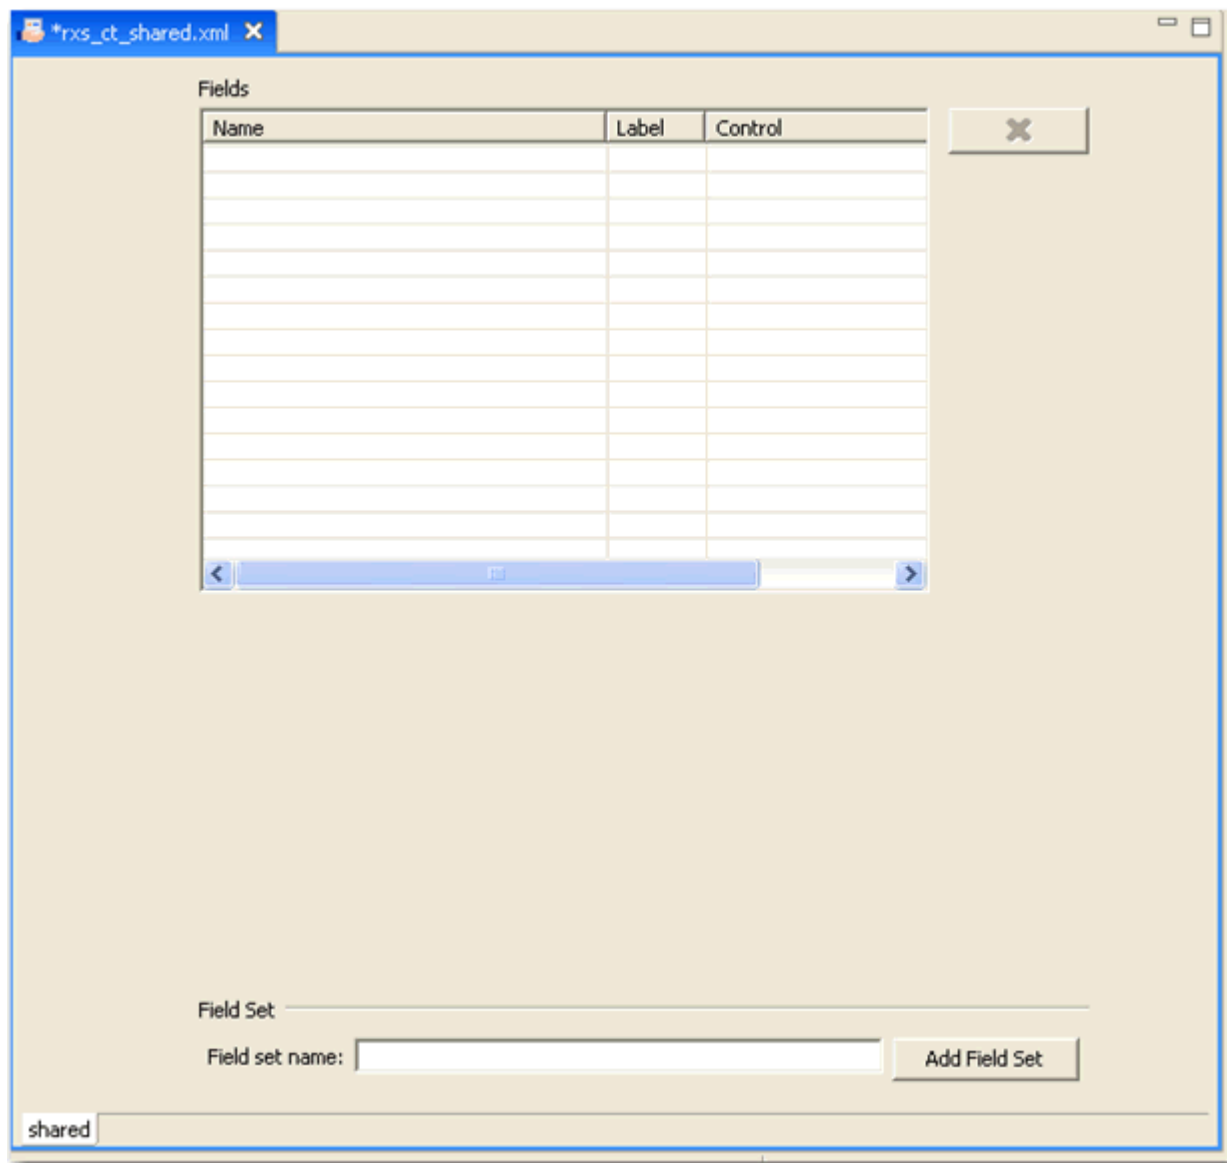 *rxs_ct_shared.xml
Fields
Name Label Control
Field Set
Field set name: Add Field Set
shared